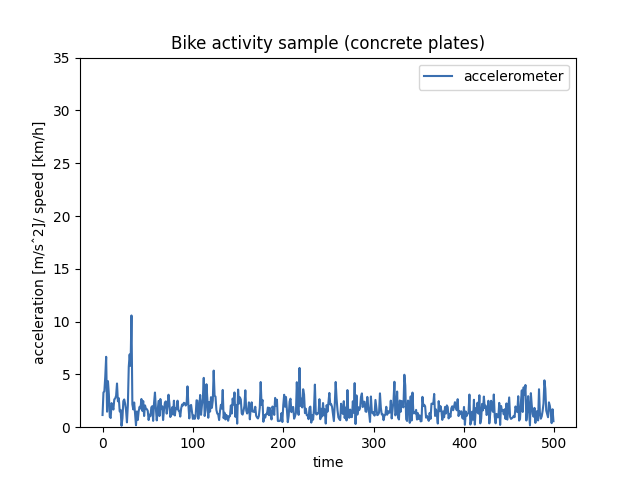 Bike activity sample (concrete plates)
accelerometer
35
30
25
20
15
10
5
0
acceleration [m/sˆ2]/ speed [km/h]
0 100 200 300 400 500
time